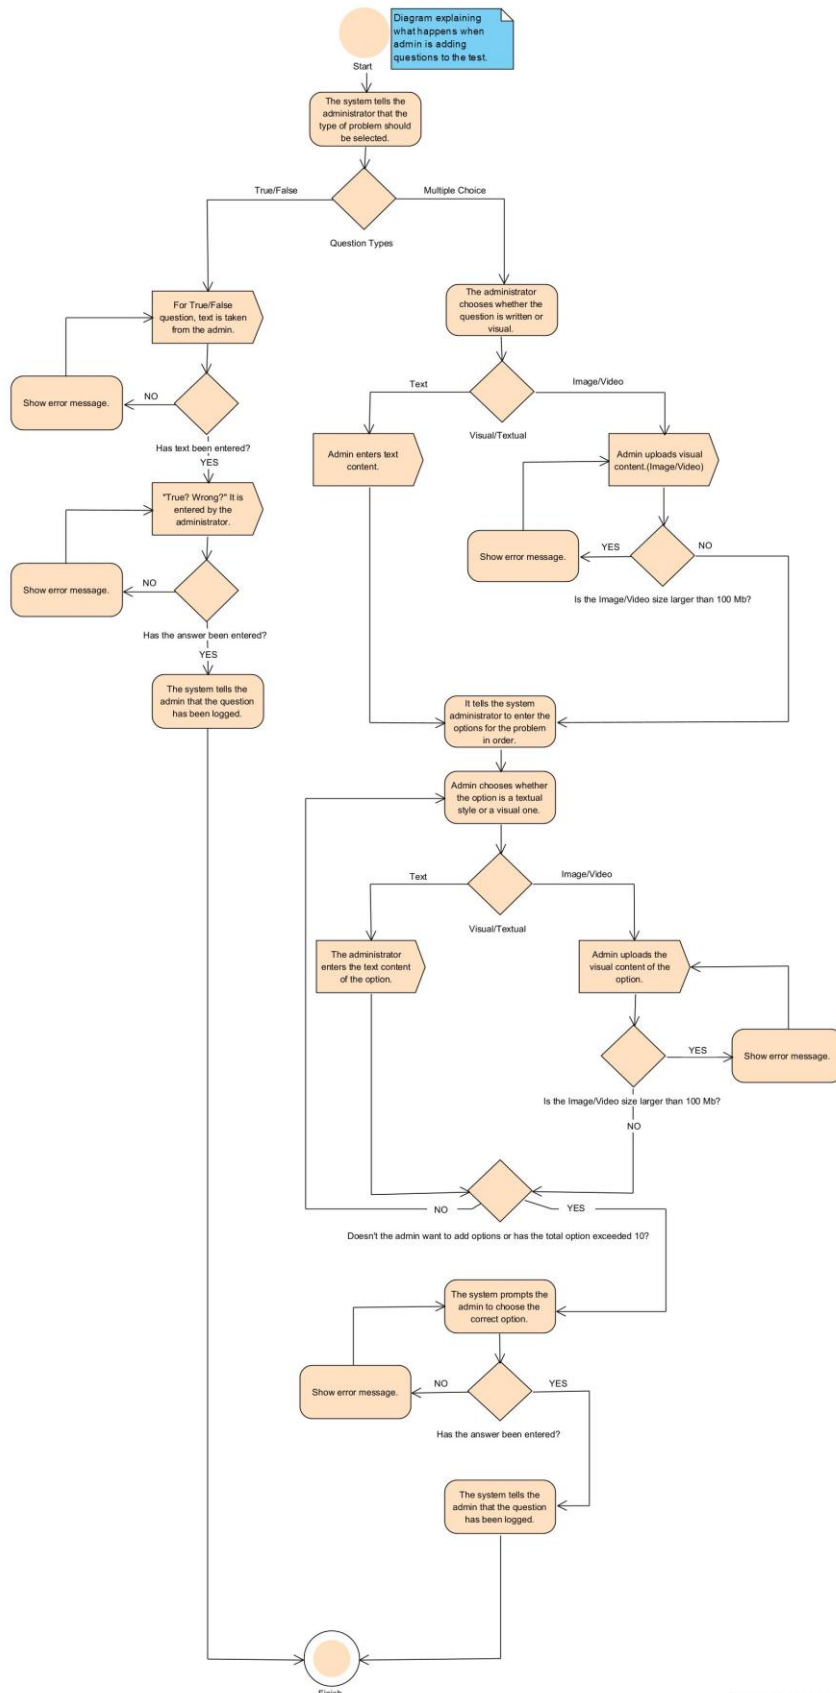 Diagram explaining
what happens when
admin is adding
questions to the test.
Start
The system tells the
administrator that the
type of problem should
be selected.
True/False
Multiple Choice
Question Types
For True/False
question, text is taken
from the admin.
The administrator
chooses whether the
question is written or
visual.
Show error message.
NO
Has text been entered?
YES
Text
Image/Video
Visual/Textual
Admin enters text
content.
Admin uploads visual
content.(Image/Video)
"True? Wrong?" It is
entered by the
administrator.
Show error message.
NO
Has the answer been entered?
YES
Show error message.
YES
NO
Is the Image/Video size larger than 100 Mb?
The system tells the
admin that the question
has been logged.
It tells the system
administrator to enter the
options for the problem
in order.
Admin chooses whether
the option is a textual
style or a visual one.
Text
Image/Video
Visual/Textual
The administrator
enters the text content
of the option.
Admin uploads the
visual content of the
option.
YES
Show error message.
Is the Image/Video size larger than 100 Mb?
NO
NO
YES
Doesn't the admin want to add options or has the total option exceeded 10?
The system prompts the
admin to choose the
correct option.
Show error message.
NO
YES
Has the answer been entered?
The system tells the
admin that the question
has been logged.
Finish